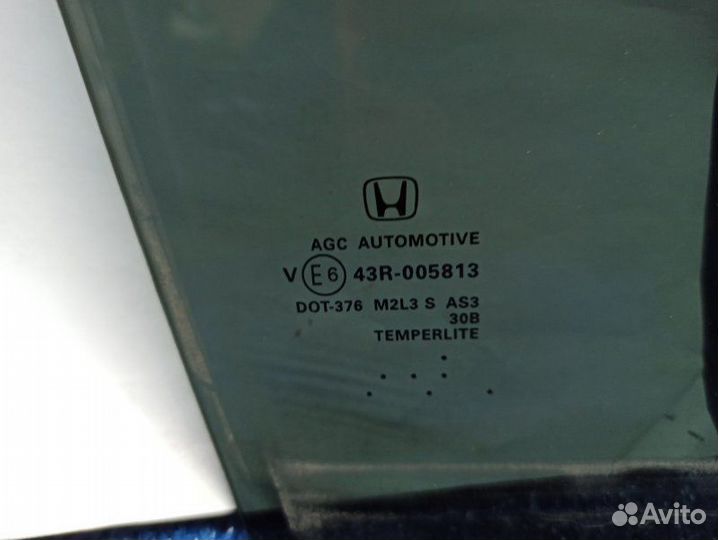 AGC AUTOMOTIVE
V E6 43R-005813
DOT-376 M2L3 S AS3
30B
TEMPERLITE
Avito